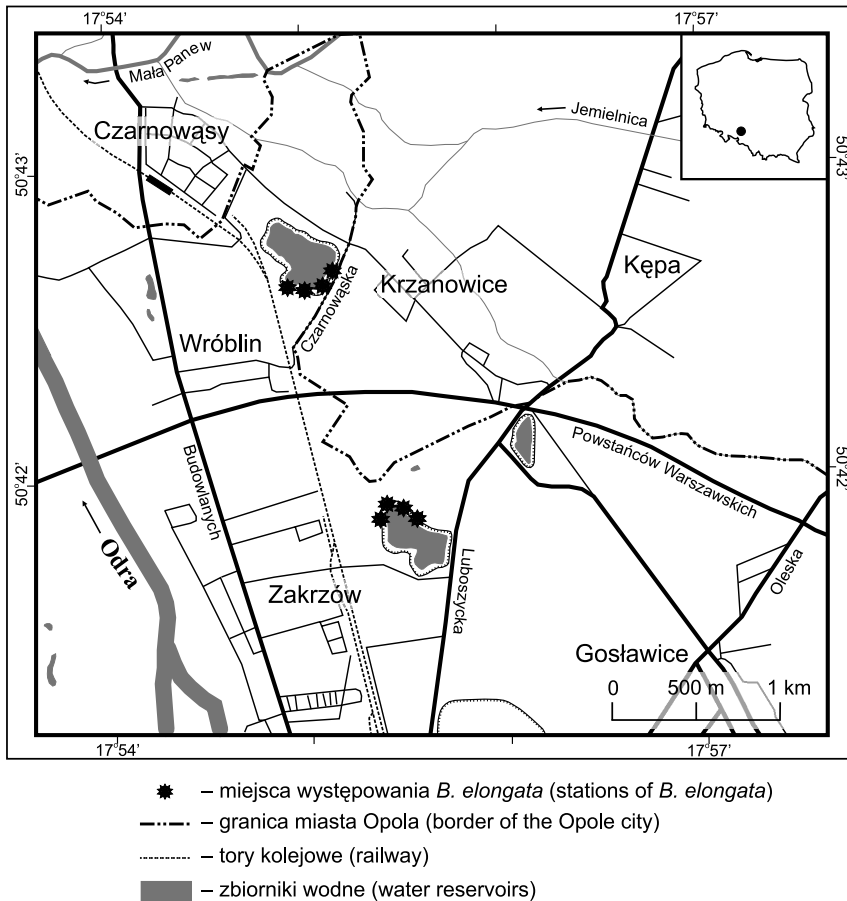 17°54’ 17°57’
Mała Panew
Czarnowąsy
Jemielnica
50°43’ 50°43’
Kępa
Krzanowice
Czarnowąska
Wróblin
Powstańców Warszawskich
50°42’ 50°42’
Budowlanych
Odra
Oleska
Luboszycka
Zakrzów
Gosławice
0 500 m 1 km
17°54’ 17°57’
– miejsca występowania B. elongata (stations of B. elongata)
– granica miasta Opola (border of the Opole city)
– tory kolejowe (railway)
– zbiorniki wodne (water reservoirs)